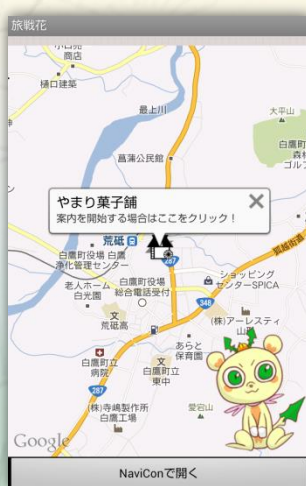 旅戦花
商店
樋口建築
最上川
大平山
白鷹町
森林
ゴルフ
菖蒲公民館
やまり菓子舗
案内を開始する場合はここをクリック！
荒砥
287
狐越街道
白鷹町役場 白鷹
浄化管理センター
老人ホーム
白光園
白鷹町役場
総合電話受付
ショッピング
センターSPICA
348
文
荒砥高
(株)アーレスティ
山形
あらと
保育園
白鷹町立
病院
文
白鷹町立
東中
287
(株)寺嶋製作所
白鷹工場
愛宕山
Google
NaviConで開く